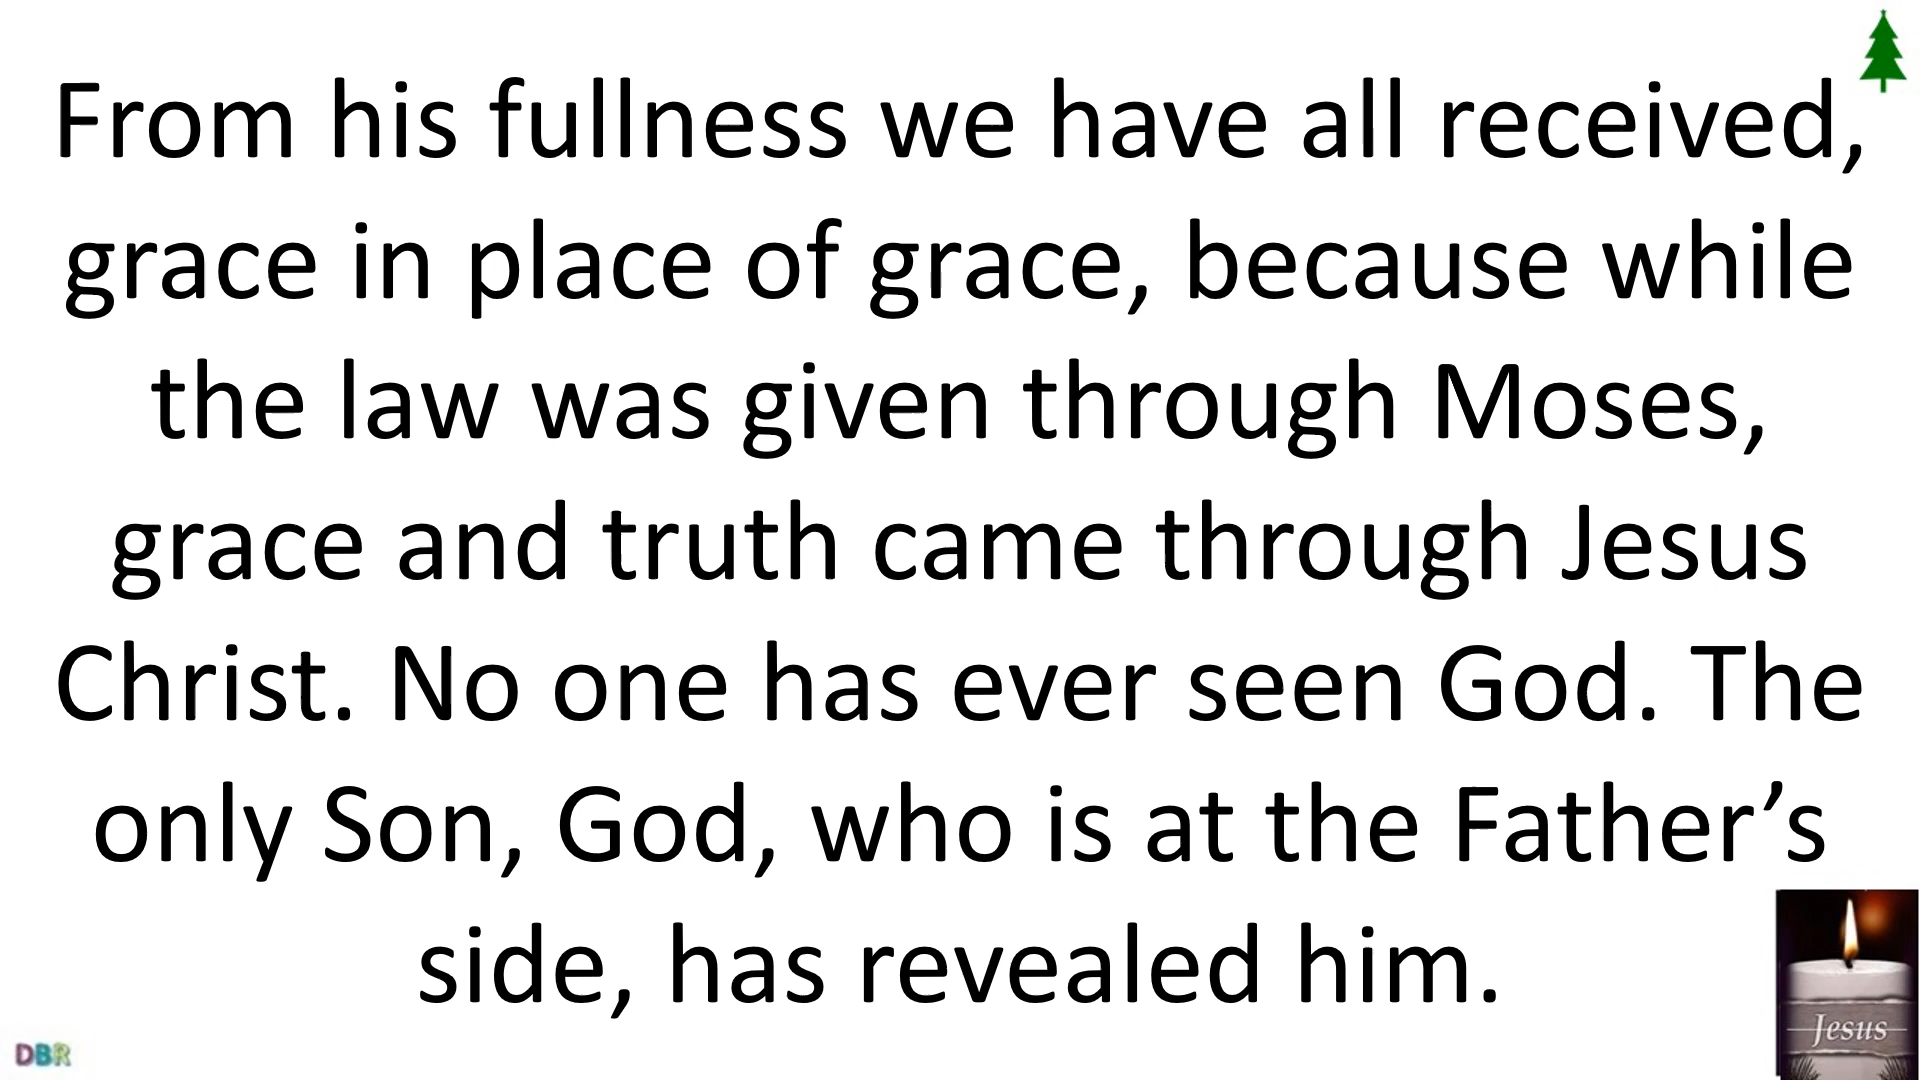 From his fullness we have all received,
grace in place of grace, because while
the law was given through Moses,
grace and truth came through Jesus
Christ. No one has ever seen God. The
only Son, God, who is at the Father’s
side, has revealed him.
Jesus
DBR